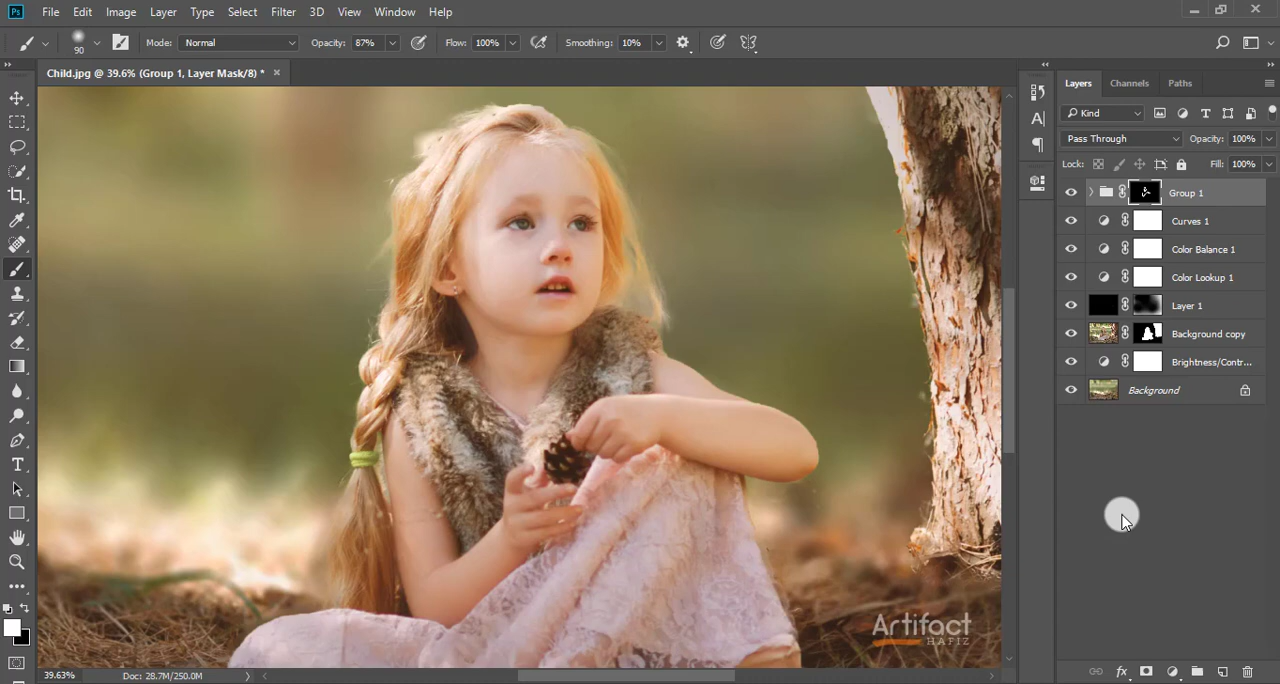 Ps File Edit Image Layer Type Select Filter 3D View Window Help
90 Mode: Normal Opacity: 87% Flow: 100% Smoothing: 10%
Child.jpg @ 39.6% (Group 1, Layer Mask/8) * ×
Layers Channels Paths
Kind
Pass Through Opacity: 100%
Lock: Fill: 100%
Group 1
Curves 1
Color Balance 1
Color Lookup 1
Layer 1
Background copy
Brightness/Contr...
Background
Artifact
HAFIZ
39.63% Doc: 28.7M/250.0M